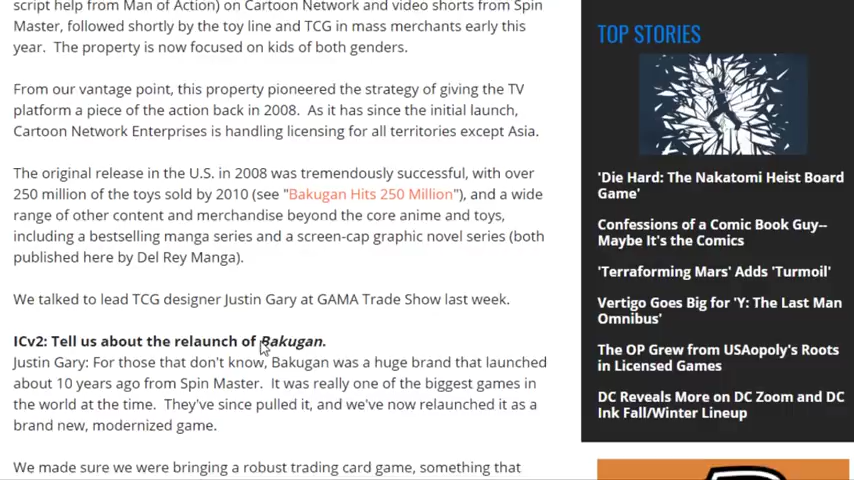 script help from Man of Action) on Cartoon Network and video shorts from Spin
Master, followed shortly by the toy line and TCG in mass merchants early this
year. The property is now focused on kids of both genders.
From our vantage point, this property pioneered the strategy of giving the TV
platform a piece of the action back in 2008. As it has since the initial launch,
Cartoon Network Enterprises is handling licensing for all territories except Asia.
The original release in the U.S. in 2008 was tremendously successful, with over
250 million of the toys sold by 2010 (see "Bakugan Hits 250 Million"), and a wide
range of other content and merchandise beyond the core anime and toys,
including a bestselling manga series and a screen-cap graphic novel series (both
published here by Del Rey Manga).
We talked to lead TCG designer Justin Gary at GAMA Trade Show last week.
ICv2: Tell us about the relaunch of Bakugan.
Justin Gary: For those that don't know, Bakugan was a huge brand that launched
about 10 years ago from Spin Master. It was really one of the biggest games in
the world at the time. They've since pulled it, and we've now relaunched it as a
brand new, modernized game.
We made sure we were bringing a robust trading card game, something that
TOP STORIES
'Die Hard: The Nakatomi Heist Board
Game'
Confessions of a Comic Book Guy--
Maybe It's the Comics
'Terraforming Mars' Adds 'Turmoil'
Vertigo Goes Big for 'Y: The Last Man
Omnibus'
The OP Grew from USAopoly's Roots
in Licensed Games
DC Reveals More on DC Zoom and DC
Ink Fall/Winter Lineup